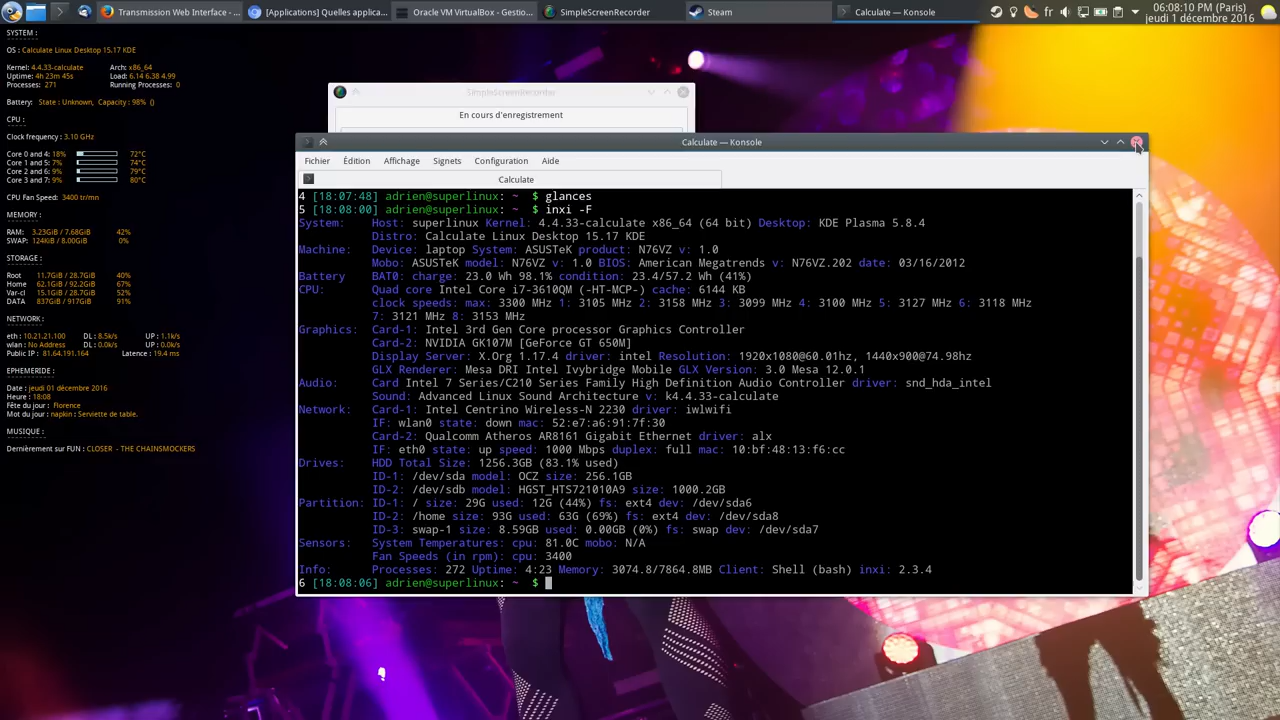 Transmission Web Interface - ...
[Applications] Quelles applicati...
Oracle VM VirtualBox - Gestio...
SimpleScreenRecorder
Steam
Calculate — Konsole
fr
06:08:10 PM (Paris)
jeudi 1 décembre 2016
SYSTEM :
OS : Calculate Linux Desktop 15.17 KDE
Kernel: 4.4.33-calculate Arch: x86_64
Uptime: 4h 23m 45s Load: 6.14 6.38 4.99
Processes: 271 Running Processes: 0
Battery: State : Unknown, Capacity : 98% ()
CPU :
Clock frequency : 3.10 GHz
Core 0 and 4: 18% 72°C
Core 1 and 5: 7% 74°C
Core 2 and 6: 9% 79°C
Core 3 and 7: 9% 80°C
CPU Fan Speed: 3400 tr/mn
MEMORY :
RAM: 3.23GiB / 7.68GiB 42%
SWAP: 124KiB / 8.00GiB 0%
STORAGE :
Root 11.7GiB / 28.7GiB 40%
Home 62.1GiB / 92.2GiB 67%
Var-cl 15.1GiB / 28.7GiB 52%
DATA 837GiB / 917GiB 91%
NETWORK :
eth : 10.21.21.100 DL : 8.5k/s UP : 1.1k/s
wlan : No Address DL : 0.0k/s UP : 0.0k/s
Public IP : 81.64.191.164 Latence : 19.4 ms
EPHEMERIDE :
Date : jeudi 01 décembre 2016
Heure : 18:08
Fête du jour : Florence
Mot du jour : napkin : Serviette de table.
MUSIQUE :
Dernièrement sur FUN : CLOSER - THE CHAINSMOCKERS
SimpleScreenRecorder
En cours d'enregistrement
Calculate — Konsole
Fichier Édition Affichage Signets Configuration Aide
Calculate
4 [18:07:48] adrien@superlinux: ~ $ glances
5 [18:08:00] adrien@superlinux: ~ $ inxi -F
System: Host: superlinux Kernel: 4.4.33-calculate x86_64 (64 bit) Desktop: KDE Plasma 5.8.4
Distro: Calculate Linux Desktop 15.17 KDE
Machine: Device: laptop System: ASUSTeK product: N76VZ v: 1.0
Mobo: ASUSTeK model: N76VZ v: 1.0 BIOS: American Megatrends v: N76VZ.202 date: 03/16/2012
Battery BAT0: charge: 23.0 Wh 98.1% condition: 23.4/57.2 Wh (41%)
CPU: Quad core Intel Core i7-3610QM (-HT-MCP-) cache: 6144 KB
clock speeds: max: 3300 MHz 1: 3105 MHz 2: 3158 MHz 3: 3099 MHz 4: 3100 MHz 5: 3127 MHz 6: 3118 MHz
7: 3121 MHz 8: 3153 MHz
Graphics: Card-1: Intel 3rd Gen Core processor Graphics Controller
Card-2: NVIDIA GK107M [GeForce GT 650M]
Display Server: X.Org 1.17.4 driver: intel Resolution: 1920x1080@60.01hz, 1440x900@74.98hz
GLX Renderer: Mesa DRI Intel Ivybridge Mobile GLX Version: 3.0 Mesa 12.0.1
Audio: Card Intel 7 Series/C210 Series Family High Definition Audio Controller driver: snd_hda_intel
Sound: Advanced Linux Sound Architecture v: k4.4.33-calculate
Network: Card-1: Intel Centrino Wireless-N 2230 driver: iwlwifi
IF: wlan0 state: down mac: 52:e7:a6:91:7f:30
Card-2: Qualcomm Atheros AR8161 Gigabit Ethernet driver: alx
IF: eth0 state: up speed: 1000 Mbps duplex: full mac: 10:bf:48:13:f6:cc
Drives: HDD Total Size: 1256.3GB (83.1% used)
ID-1: /dev/sda model: OCZ size: 256.1GB
ID-2: /dev/sdb model: HGST_HTS721010A9 size: 1000.2GB
Partition: ID-1: / size: 29G used: 12G (44%) fs: ext4 dev: /dev/sda6
ID-2: /home size: 93G used: 63G (69%) fs: ext4 dev: /dev/sda8
ID-3: swap-1 size: 8.59GB used: 0.00GB (0%) fs: swap dev: /dev/sda7
Sensors: System Temperatures: cpu: 81.0C mobo: N/A
Fan Speeds (in rpm): cpu: 3400
Info: Processes: 272 Uptime: 4:23 Memory: 3074.8/7864.8MB Client: Shell (bash) inxi: 2.3.4
6 [18:08:06] adrien@superlinux: ~ $